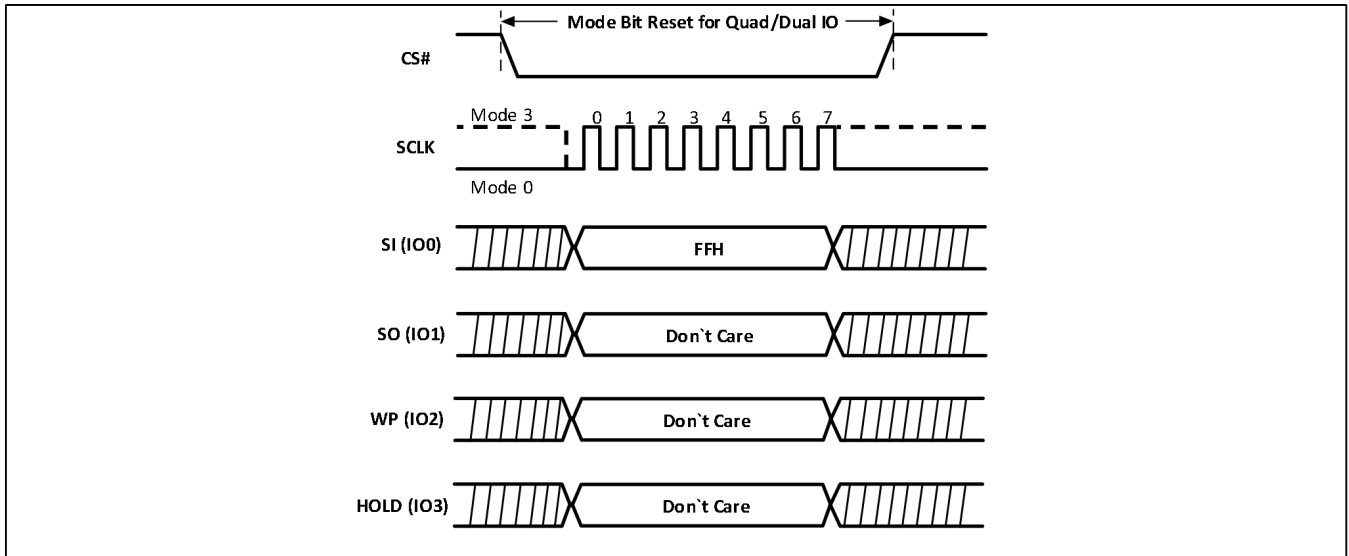 Mode Bit Reset for Quad/Dual IO
CS#
Mode 3
0 1 2 3 4 5 6 7
SCLK
Mode 0
SI (IO0)
FFH
SO (IO1)
Don`t Care
WP (IO2)
Don`t Care
HOLD (IO3)
Don`t Care